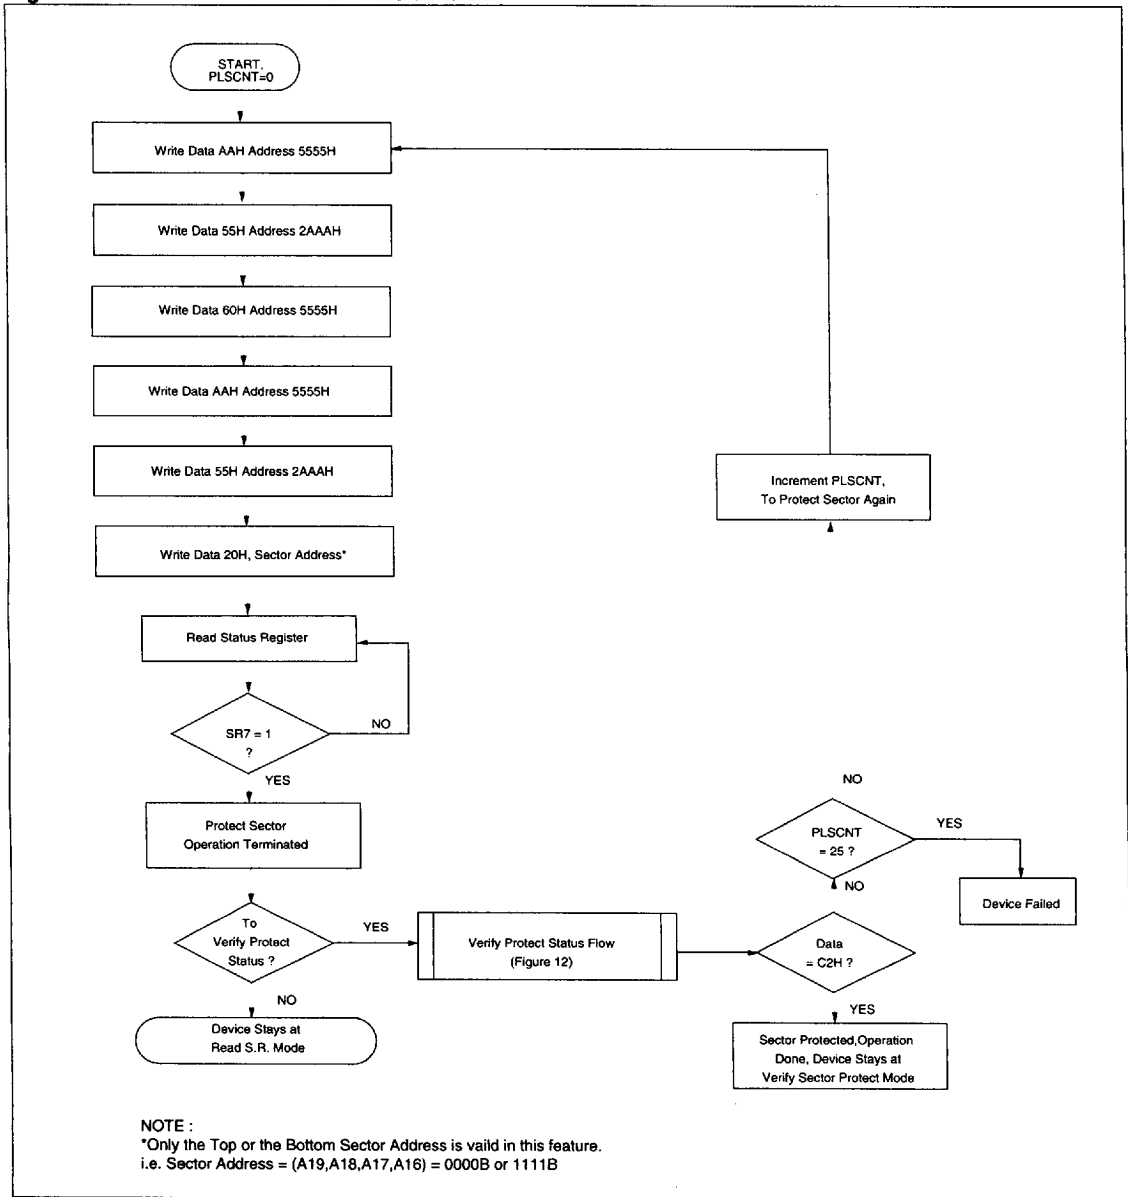 START,
PLSCNT=0
Write Data AAH Address 5555H
Write Data 55H Address 2AAAH
Write Data 60H Address 5555H
Write Data AAH Address 5555H
Write Data 55H Address 2AAAH
Write Data 20H, Sector Address*
Read Status Register
SR7 = 1
?
NO
YES
Protect Sector
Operation Terminated
To
Verify Protect
Status ?
YES
NO
Device Stays at
Read S.R. Mode
Verify Protect Status Flow
(Figure 12)
Data
= C2H ?
YES
Sector Protected,Operation
Done, Device Stays at
Verify Sector Protect Mode
NO
PLSCNT
= 25 ?
YES
Device Failed
NO
Increment PLSCNT,
To Protect Sector Again
NOTE :
*Only the Top or the Bottom Sector Address is vaild in this feature.
i.e. Sector Address = (A19,A18,A17,A16) = 0000B or 1111B